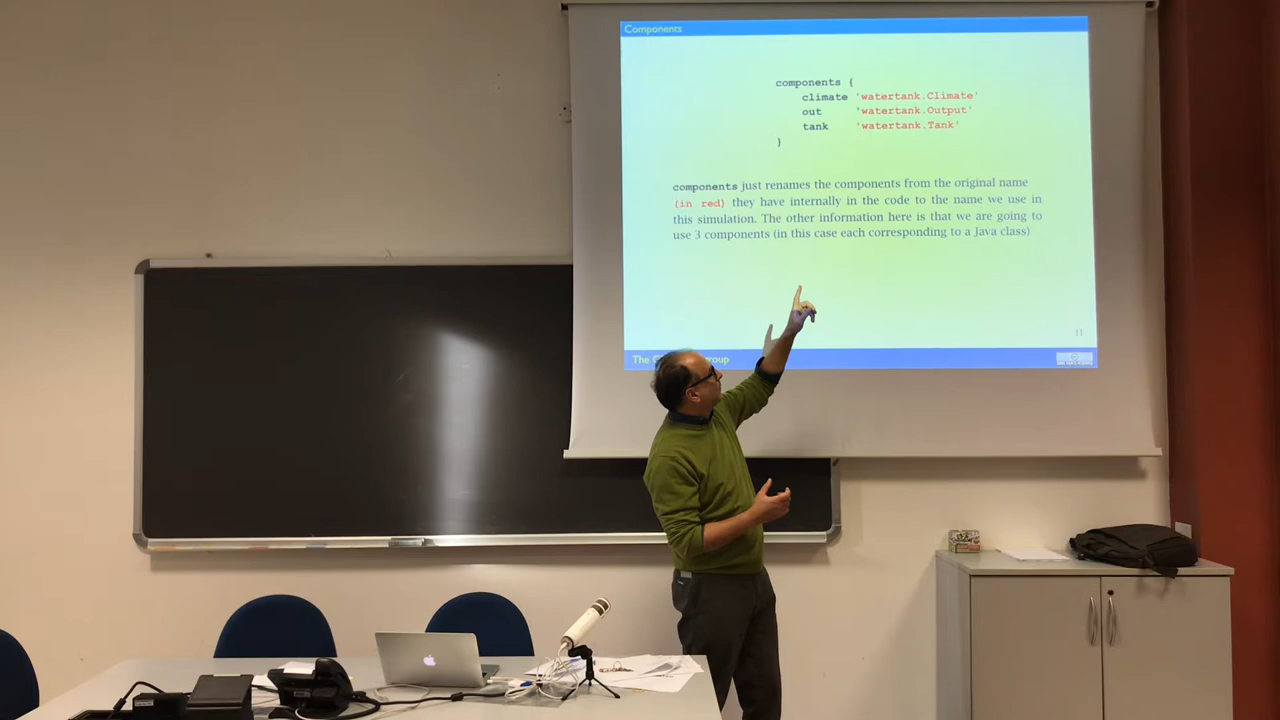 Components
components {
climate 'watertank.Climate'
out 'watertank.Output'
tank 'watertank.Tank'
}
components just renames the components from the original name
(in red) they have internally in the code to the name we use in
this simulation. The other information here is that we are going to
use 3 components (in this case each corresponding to a Java class)
11
The group